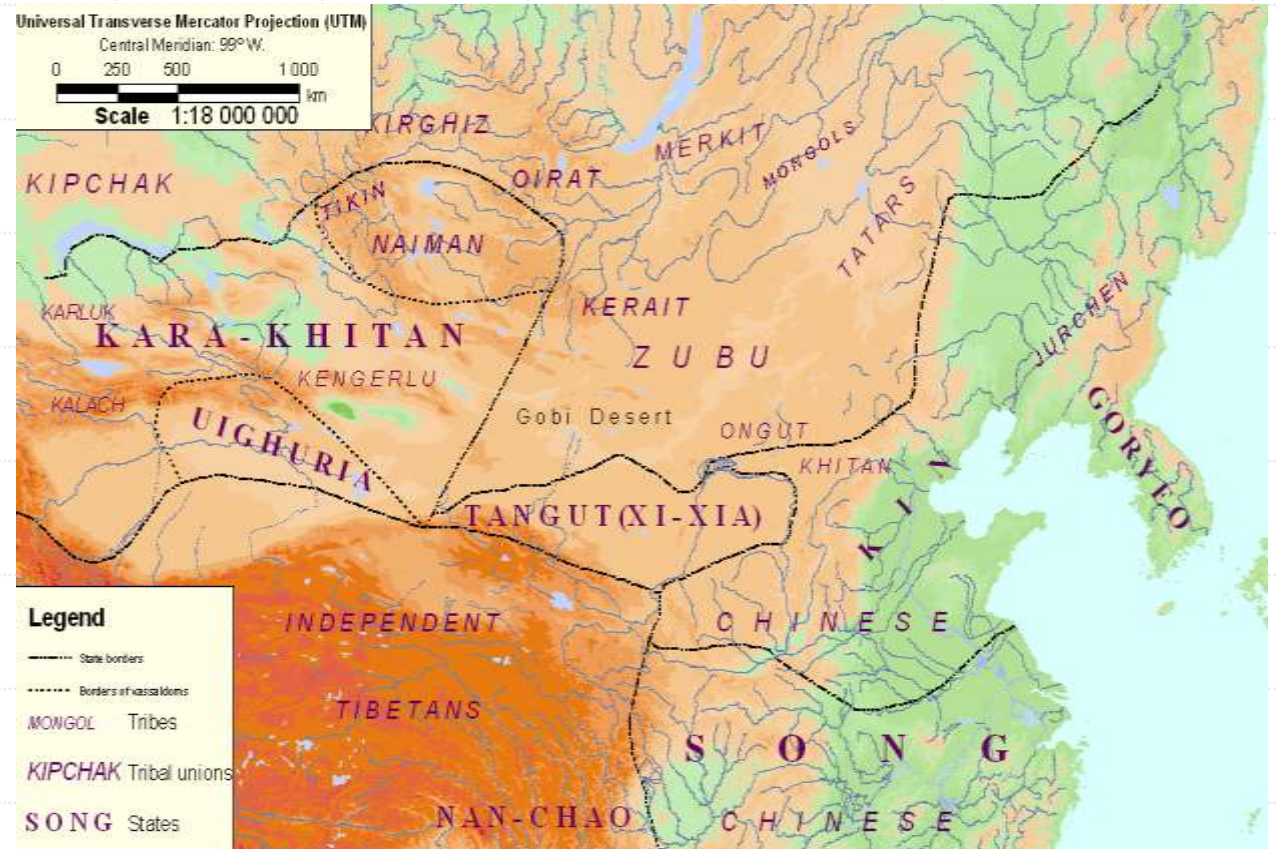 Universal Transverse Mercator Projection (UTM)
Central Meridian: 99° W.
0 250 500 1 000
km
Scale 1:18 000 000
KIRGHIZ
MERKIT
MONGOLS
KIPCHAK
OIRAT
TIKIN
TATARS
NAIMAN
KERAIT
KARLUK
KARA-KHITAN
ZUBU
JURCHEN
KENGERLU
KALACH
Gobi Desert
ONGUT
GORYEO
UIGHURIA
KHITAN
KIN
TANGUT(XI-XIA)
INDEPENDENT
CHINESE
TIBETANS
SONG
NAN-CHAO
CHINESE
Legend
State borders
Borders of vassaldoms
MONGOL Tribes
KIPCHAK Tribal unions
SONG States